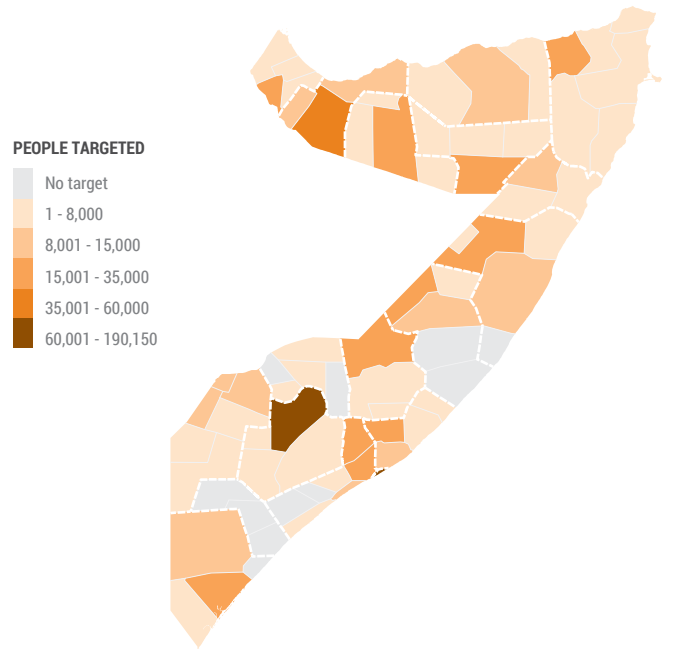 PEOPLE TARGETED
No target
1 - 8,000
8,001 - 15,000
15,001 - 35,000
35,001 - 60,000
60,001 - 190,150